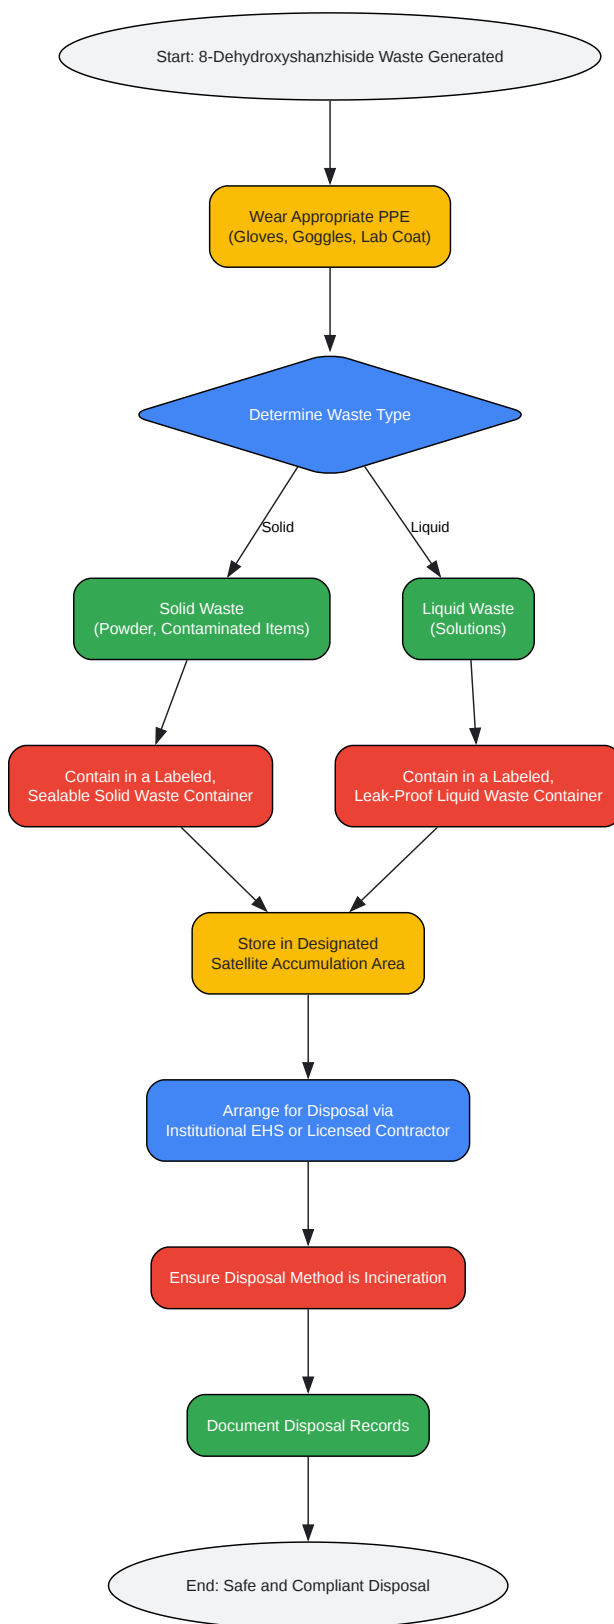 Start: 8-Dehydroxyshanzhiside Waste Generated
Wear Appropriate PPE
(Gloves, Goggles, Lab Coat)
Determine Waste Type
Solid
Liquid
Solid Waste
(Powder, Contaminated Items)
Liquid Waste
(Solutions)
Contain in a Labeled,
Sealable Solid Waste Container
Contain in a Labeled,
Leak-Proof Liquid Waste Container
Store in Designated
Satellite Accumulation Area
Arrange for Disposal via
Institutional EHS or Licensed Contractor
Ensure Disposal Method is Incineration
Document Disposal Records
End: Safe and Compliant Disposal